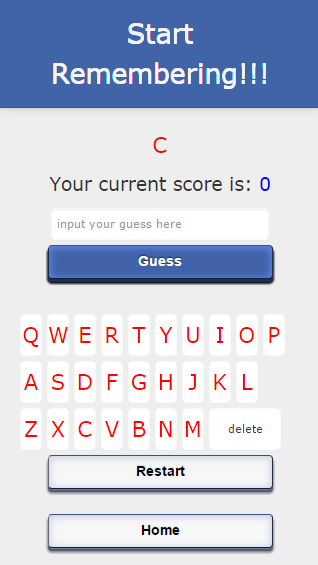 Start
Remembering!!!
C
Your current score is: 0
input your guess here
Guess
Q W E R T Y U I O P
A S D F G H J K L
Z X C V B N M delete
Restart
Home